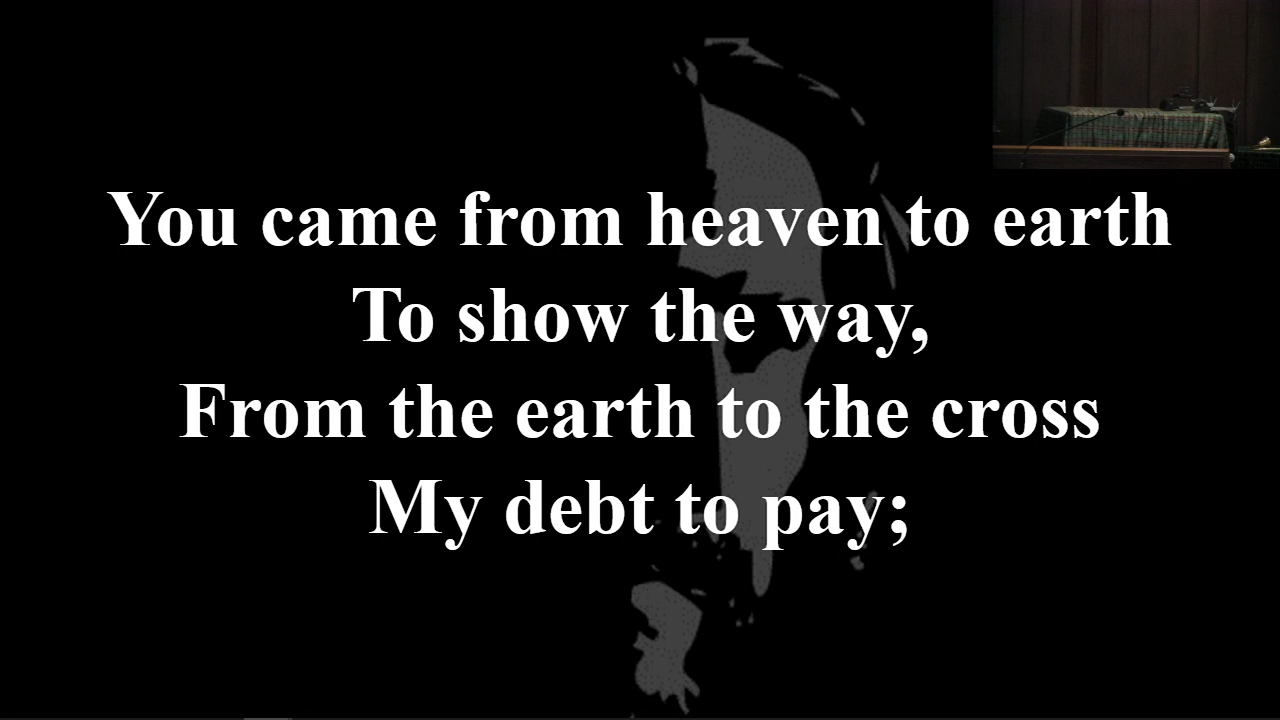 You came from heaven to earth
To show the way,
From the earth to the cross
My debt to pay;